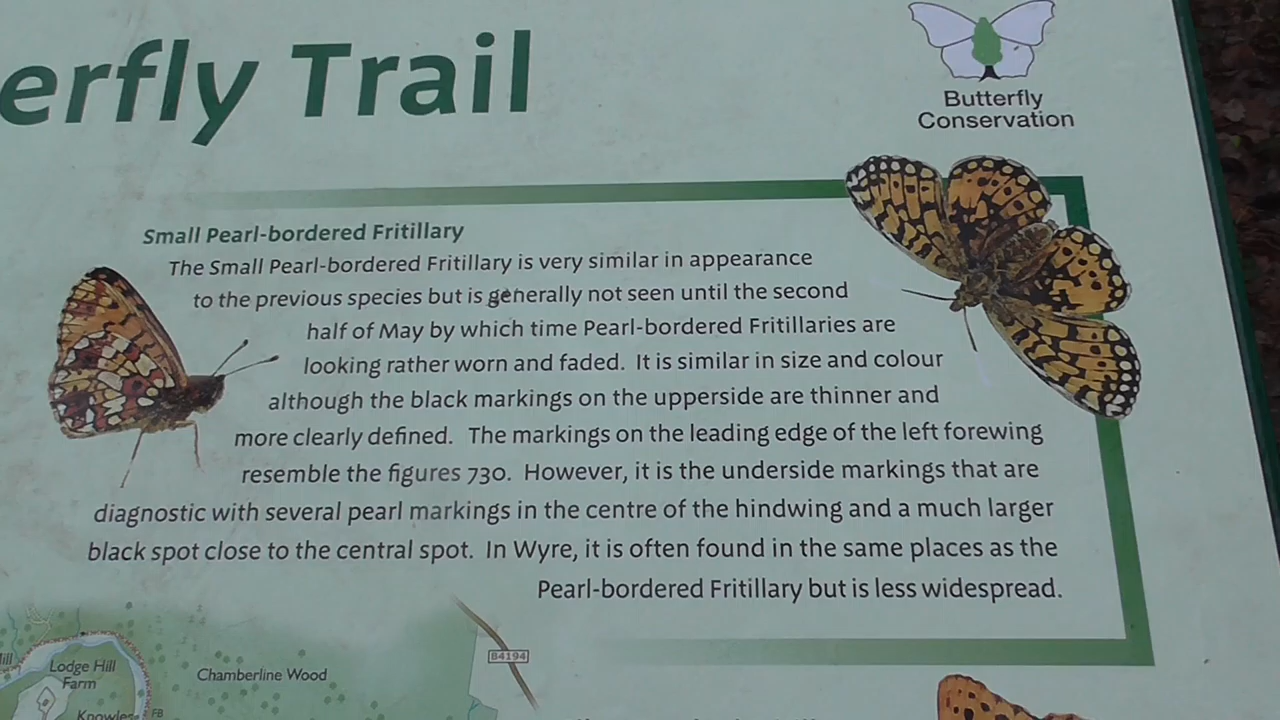 erfly Trail
Butterfly
Conservation
Small Pearl-bordered Fritillary
The Small Pearl-bordered Fritillary is very similar in appearance
to the previous species but is generally not seen until the second
half of May by which time Pearl-bordered Fritillaries are
looking rather worn and faded. It is similar in size and colour
although the black markings on the upperside are thinner and
more clearly defined. The markings on the leading edge of the left forewing
resemble the figures 730. However, it is the underside markings that are
diagnostic with several pearl markings in the centre of the hindwing and a much larger
black spot close to the central spot. In Wyre, it is often found in the same places as the
Pearl-bordered Fritillary but is less widespread.
B4194
Lodge Hill
Farm
Chamberline Wood
Knowles
FB